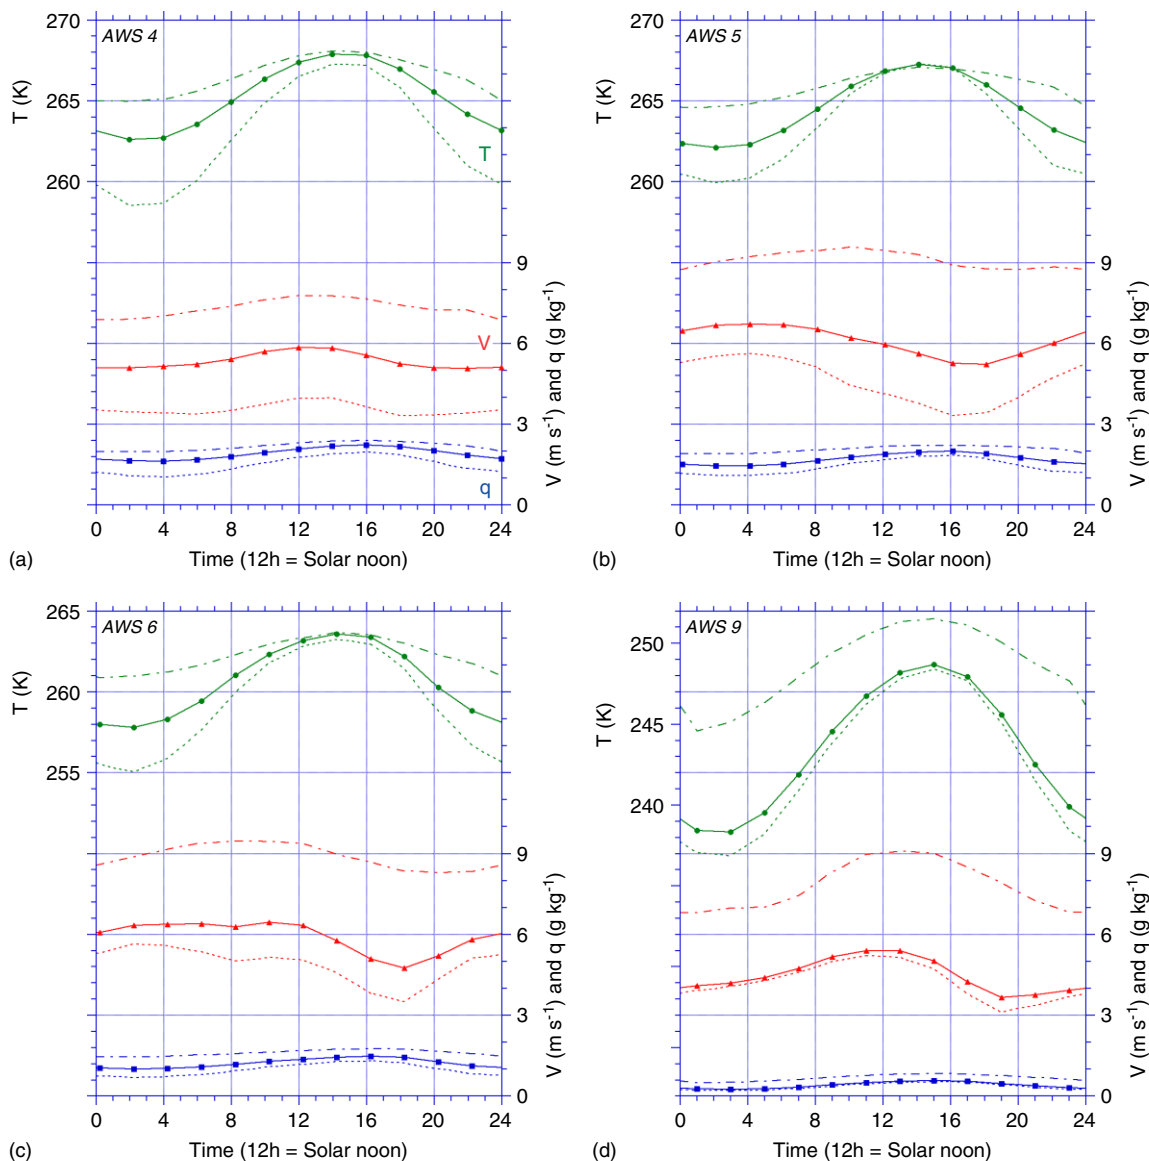 270
AWS 4
265
T (K)
T
260
9
V
6
3
q
0
V (m s-1) and q (g kg-1)
0 4 8 12 16 20 24
(a) Time (12h = Solar noon)
270
AWS 5
265
T (K)
260
9
6
3
0
V (m s-1) and q (g kg-1)
0 4 8 12 16 20 24
(b) Time (12h = Solar noon)
265
AWS 6
260
T (K)
255
9
6
3
0
V (m s-1) and q (g kg-1)
0 4 8 12 16 20 24
(c) Time (12h = Solar noon)
AWS 9
250
245
T (K)
240
9
6
3
0
V (m s-1) and q (g kg-1)
0 4 8 12 16 20 24
(d) Time (12h = Solar noon)